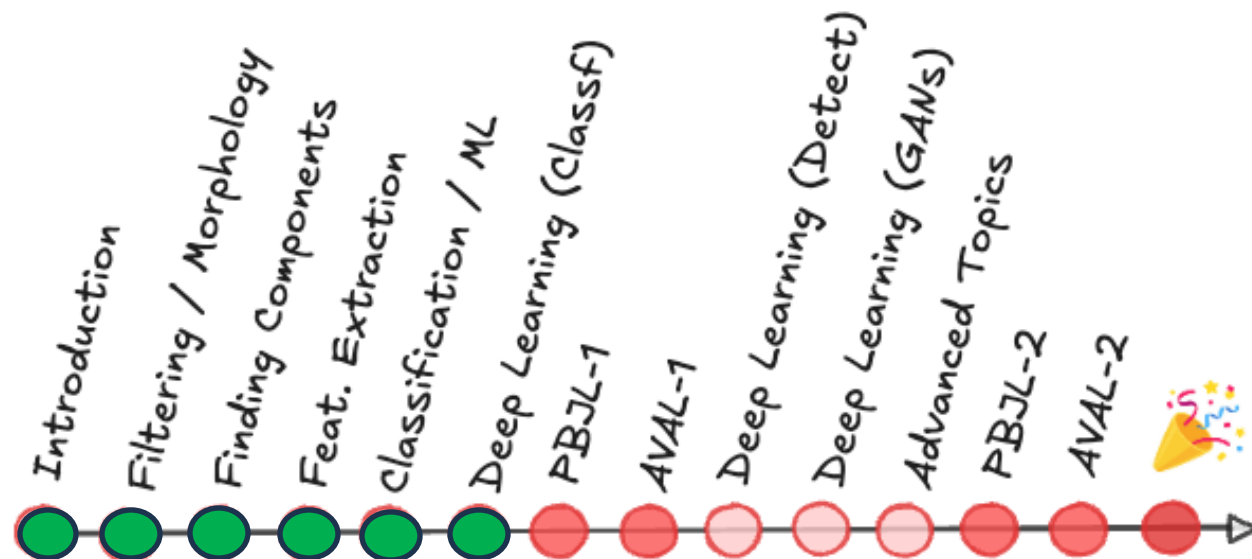 Introduction
Filtering / Morphology
Finding Components
Feat. Extraction
Classification / ML
Deep Learning (Classf)
PBJL-1
AVAL-1
Deep Learning (Detect)
Deep Learning (GANs)
Advanced Topics
PBJL-2
AVAL-2